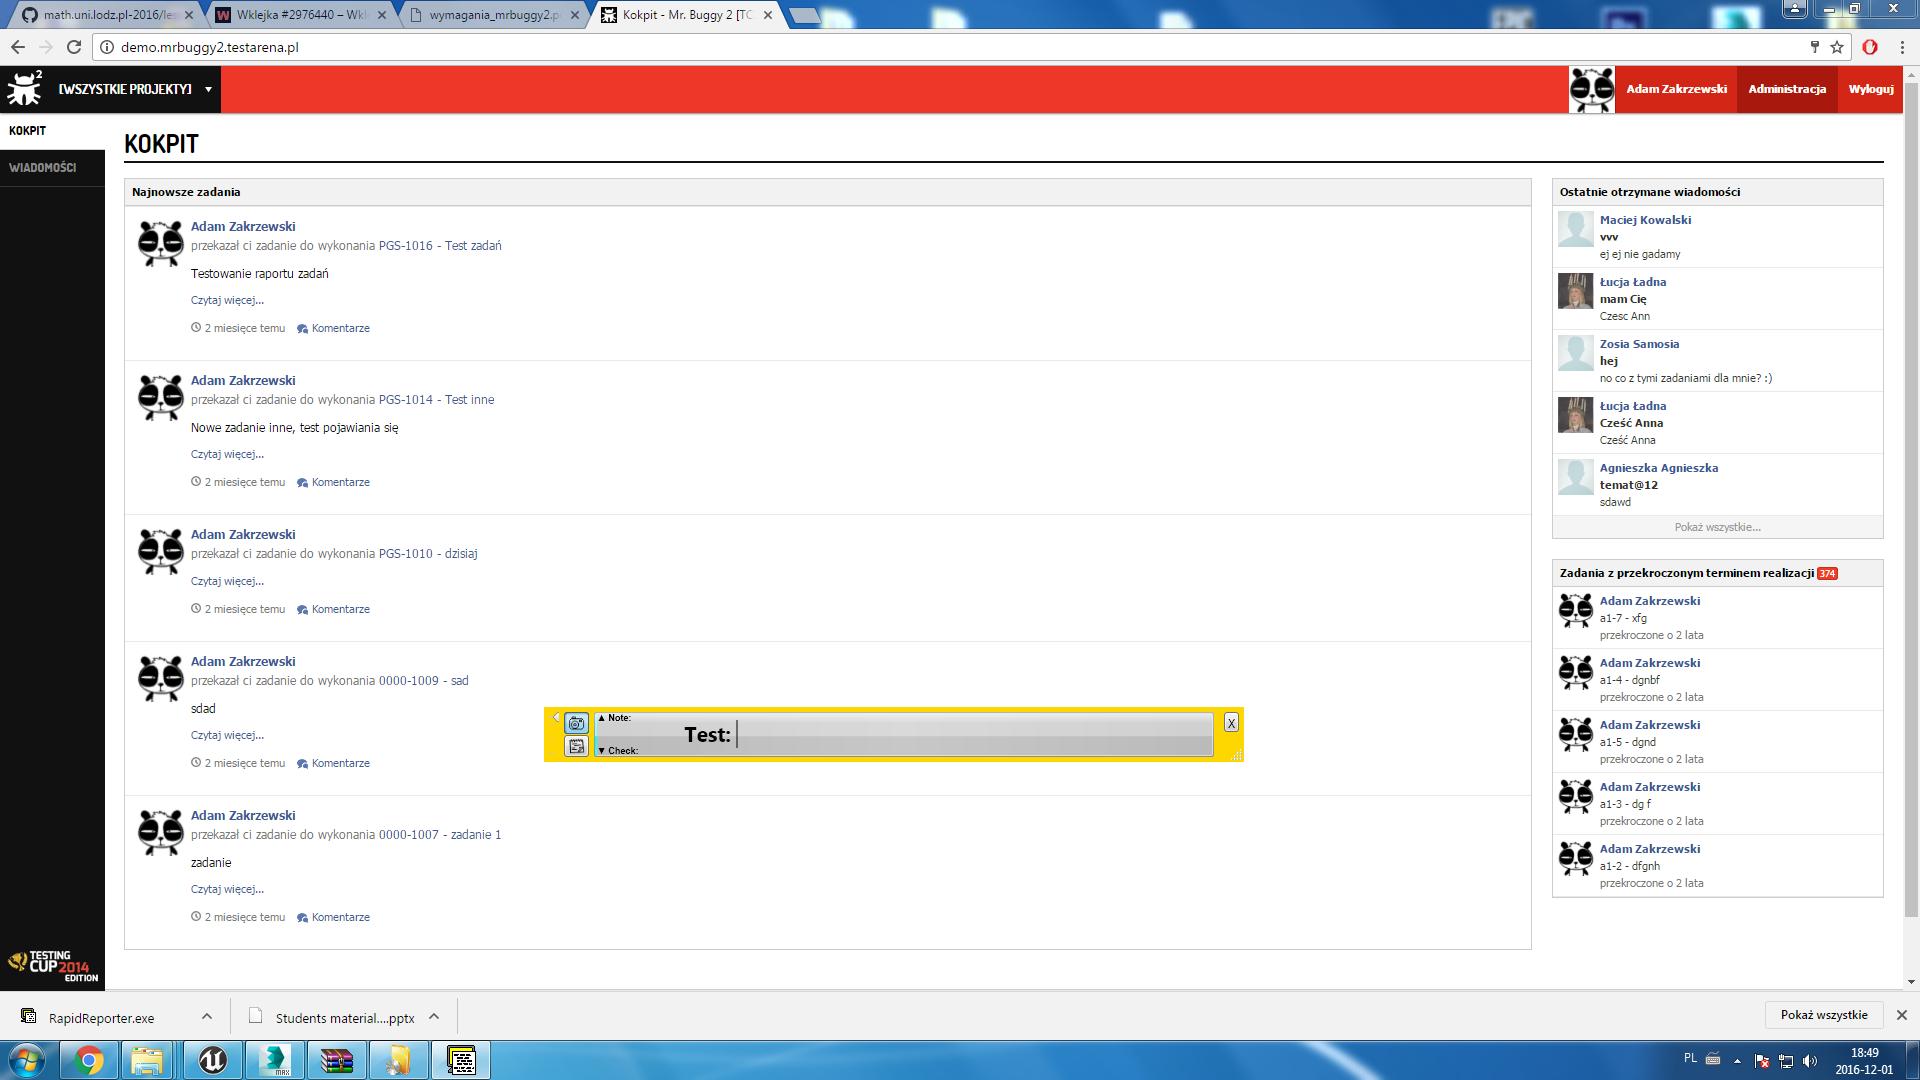 math.uni.lodz.pl-2016/les
Wklejka #2976440 – Wkl
wymagania_mrbuggy2.p
Kokpit - Mr. Buggy 2 [TC
demo.mrbuggy2.testarena.pl
2
[WSZYSTKIE PROJEKTY]
Adam Zakrzewski
Administracja
Wyloguj
KOKPIT
WIADOMOŚCI
KOKPIT
Najnowsze zadania
Adam Zakrzewski
przekazał ci zadanie do wykonania PGS-1016 - Test zadań
Testowanie raportu zadań
Czytaj więcej...
2 miesięce temu Komentarze
Adam Zakrzewski
przekazał ci zadanie do wykonania PGS-1014 - Test inne
Nowe zadanie inne, test pojawiania się
Czytaj więcej...
2 miesięce temu Komentarze
Adam Zakrzewski
przekazał ci zadanie do wykonania PGS-1010 - dzisiaj
Czytaj więcej...
2 miesięce temu Komentarze
Adam Zakrzewski
przekazał ci zadanie do wykonania 0000-1009 - sad
sdad
Czytaj więcej...
2 miesięce temu Komentarze
Adam Zakrzewski
przekazał ci zadanie do wykonania 0000-1007 - zadanie 1
zadanie
Czytaj więcej...
2 miesięce temu Komentarze
Note:
Test:
Check:
X
Ostatnie otrzymane wiadomości
Maciej Kowalski
vvv
ej ej nie gadamy
Łucja Ładna
mam Cię
Czesc Ann
Zosia Samosia
hej
no co z tymi zadaniami dla mnie? :)
Łucja Ładna
Cześć Anna
Cześć Anna
Agnieszka Agnieszka
temat@12
sdawd
Pokaż wszystkie...
Zadania z przekroczonym terminem realizacji 374
Adam Zakrzewski
a1-7 - xfg
przekroczone o 2 lata
Adam Zakrzewski
a1-4 - dgnbf
przekroczone o 2 lata
Adam Zakrzewski
a1-5 - dgnd
przekroczone o 2 lata
Adam Zakrzewski
a1-3 - dg f
przekroczone o 2 lata
Adam Zakrzewski
a1-2 - dfgnh
przekroczone o 2 lata
TESTING
CUP 2014
EDITION
RapidReporter.exe
Students material....pptx
Pokaż wszystkie
MAX
PL
18:49
2016-12-01